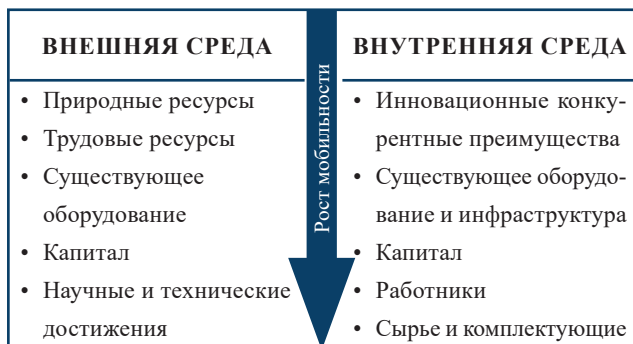 ВНЕШНЯЯ СРЕДА
• Природные ресурсы
• Трудовые ресурсы
• Существующее
оборудование
• Капитал
• Научные и технические
достижения
Рост мобильности
ВНУТРЕННЯЯ СРЕДА
• Инновационные конку-
рентные преимущества
• Существующее оборудо-
вание и инфраструктура
• Капитал
• Работники
• Сырье и комплектующие